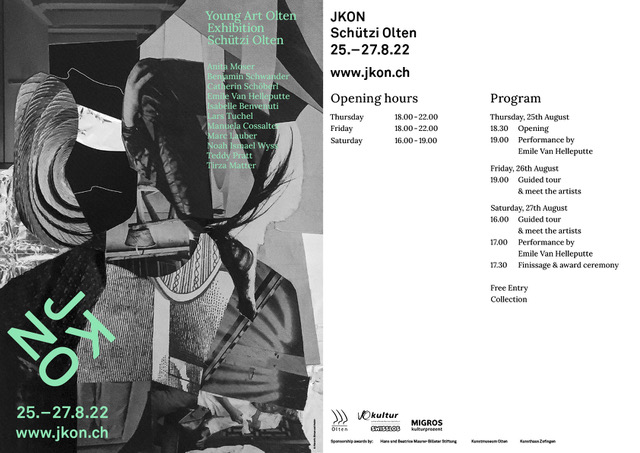 Young Art Olten
Exhibition
Schützi Olten
Anita Moser
Benjamin Schwander
Catherin Schöberl
Emile Van Helleputte
Isabelle Benvenuti
Lars Tuchel
Manuela Cossalter
Marc Lauber
Noah Ismael Wyss
Teddy Pratt
Tirza Matter
JKON
25.–27.8.22
www.jkon.ch
JKON
Schützi Olten
25.–27.8.22
www.jkon.ch
Opening hours
Thursday 18.00-22.00
Friday 18.00-22.00
Saturday 16.00-19.00
Program
Thursday, 25th August
18.30 Opening
19.00 Performance by
Emile Van Helleputte
Friday, 26th August
19.00 Guided tour
& meet the artists
Saturday, 27th August
16.00 Guided tour
& meet the artists
17.00 Performance by
Emile Van Helleputte
17.30 Finissage & award ceremony
Free Entry
Collection
Olten
kultur
SWISSLOS
MIGROS
kulturprozent
Sponsorship awards by: Hans und Beatrice Maurer-Billeter Stiftung Kunstmuseum Olten Kunsthaus Zofingen